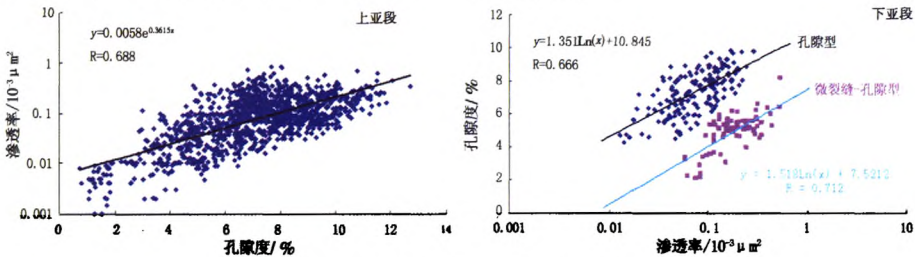 上亚段
y=0.0058e^0.3615x
R=0.688
渗透率/10⁻³μm²
10
1
0.1
0.01
0.001
0 2 4 6 8 10 12 14
孔隙度/%
下亚段
y=1.351Ln(x)+10.845
R=0.666
孔隙型
微裂缝-孔隙型
R = 0.712
孔隙度/%
12
10
8
6
4
2
0
0.001 0.01 0.1 1 10
渗透率/10⁻³μm²